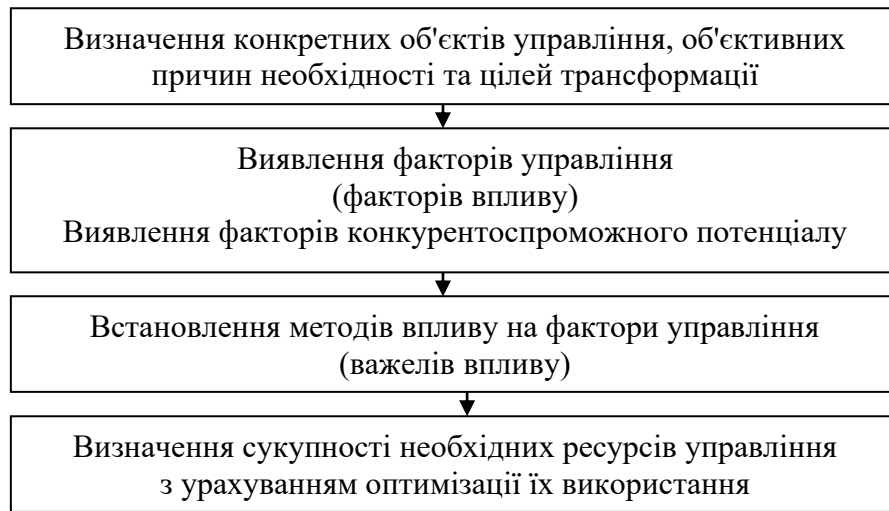 Визначення конкретних об'єктів управління, об'єктивних
причин необхідності та цілей трансформації
Виявлення факторів управління
(факторів впливу)
Виявлення факторів конкурентоспроможного потенціалу
Встановлення методів впливу на фактори управління
(важелів впливу)
Визначення сукупності необхідних ресурсів управління
з урахуванням оптимізації їх використання